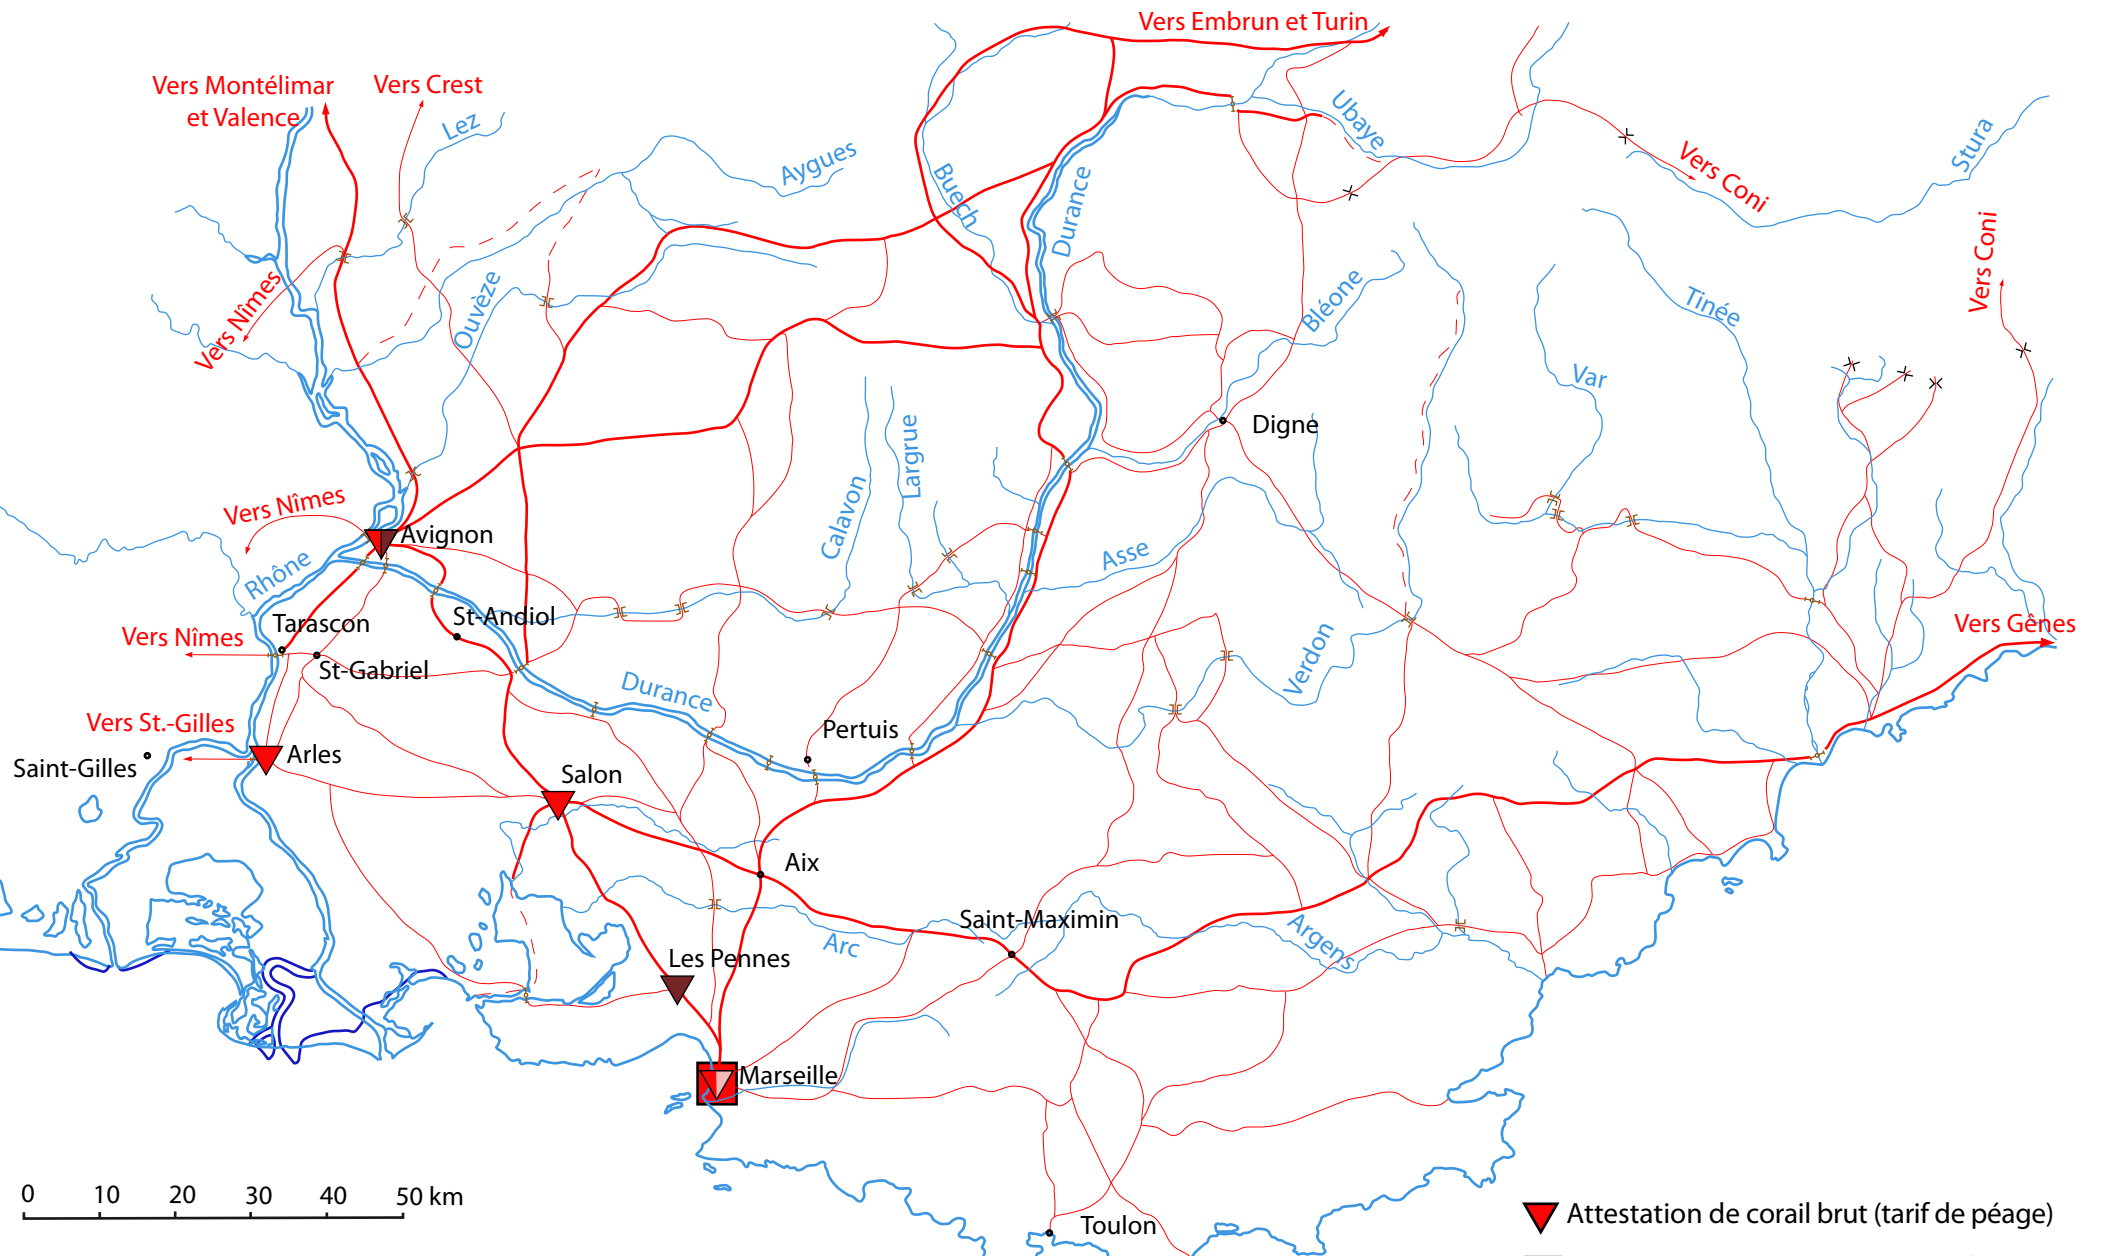 Vers Embrun et Turin
Vers Montélimar
et Valence
Vers Crest
Lez
Aygues
Ubaye
Vers Coni
Stura
Buech
Durance
Vers Coni
Vers Nîmes
Ouvèze
Bléone
Tinée
Var
Digne
Largrue
Calavon
Vers Nîmes
Avignon
Rhône
Asse
Tarascon
St-Andiol
Vers Nîmes
St-Gabriel
Verdon
Vers Gênes
Durance
Vers St.-Gilles
Saint-Gilles
Arles
Pertuis
Salon
Aix
Saint-Maximin
Arc
Argens
Les Pennes
Marseille
0 10 20 30 40 50 km
Toulon
Attestation de corail brut (tarif de péage)